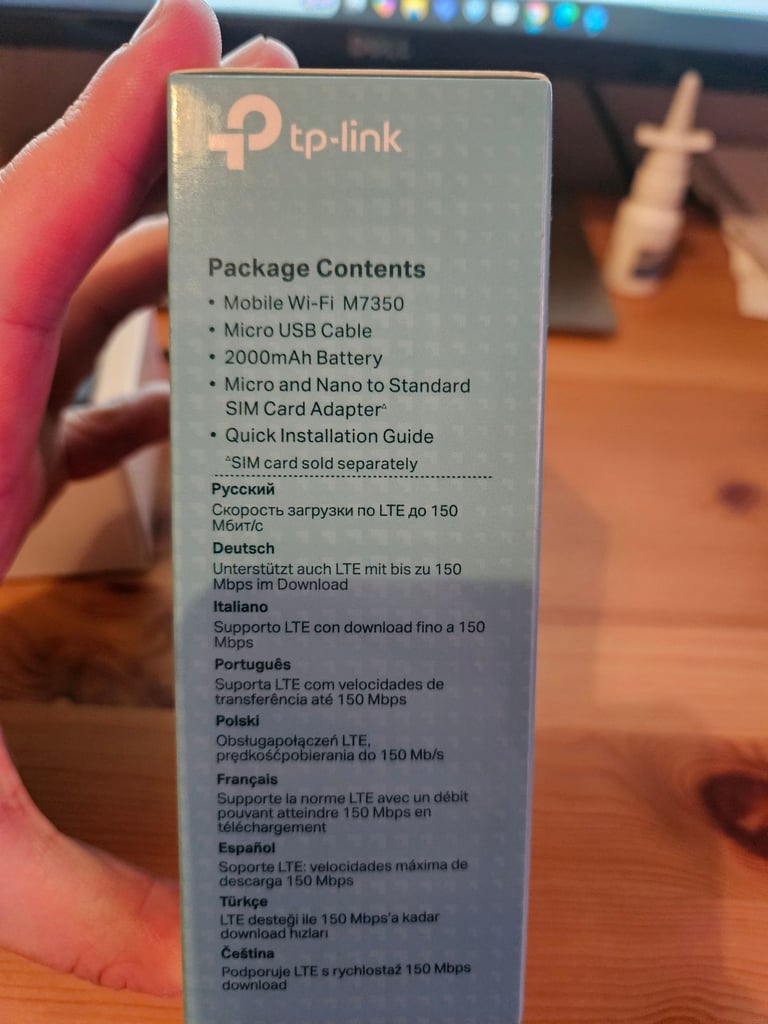 DELL
tp-link
Package Contents
• Mobile Wi-Fi M7350
• Micro USB Cable
• 2000mAh Battery
• Micro and Nano to Standard
SIM Card Adapter△
• Quick Installation Guide
△SIM card sold separately
Русский
Скорость загрузки по LTE до 150
Мбит/с
Deutsch
Unterstützt auch LTE mit bis zu 150
Mbps im Download
Italiano
Supporto LTE con download fino a 150
Mbps
Português
Suporta LTE com velocidades de
transferência até 150 Mbps
Polski
Obsługapołączeń LTE,
prędkośćpobierania do 150 Mb/s
Français
Supporte la norme LTE avec un débit
pouvant atteindre 150 Mbps en
téléchargement
Español
Soporte LTE: velocidades máxima de
descarga 150 Mbps
Türkçe
LTE desteği ile 150 Mbps'a kadar
download hızları
Čeština
Podporuje LTE s rychlostaž 150 Mbps
download